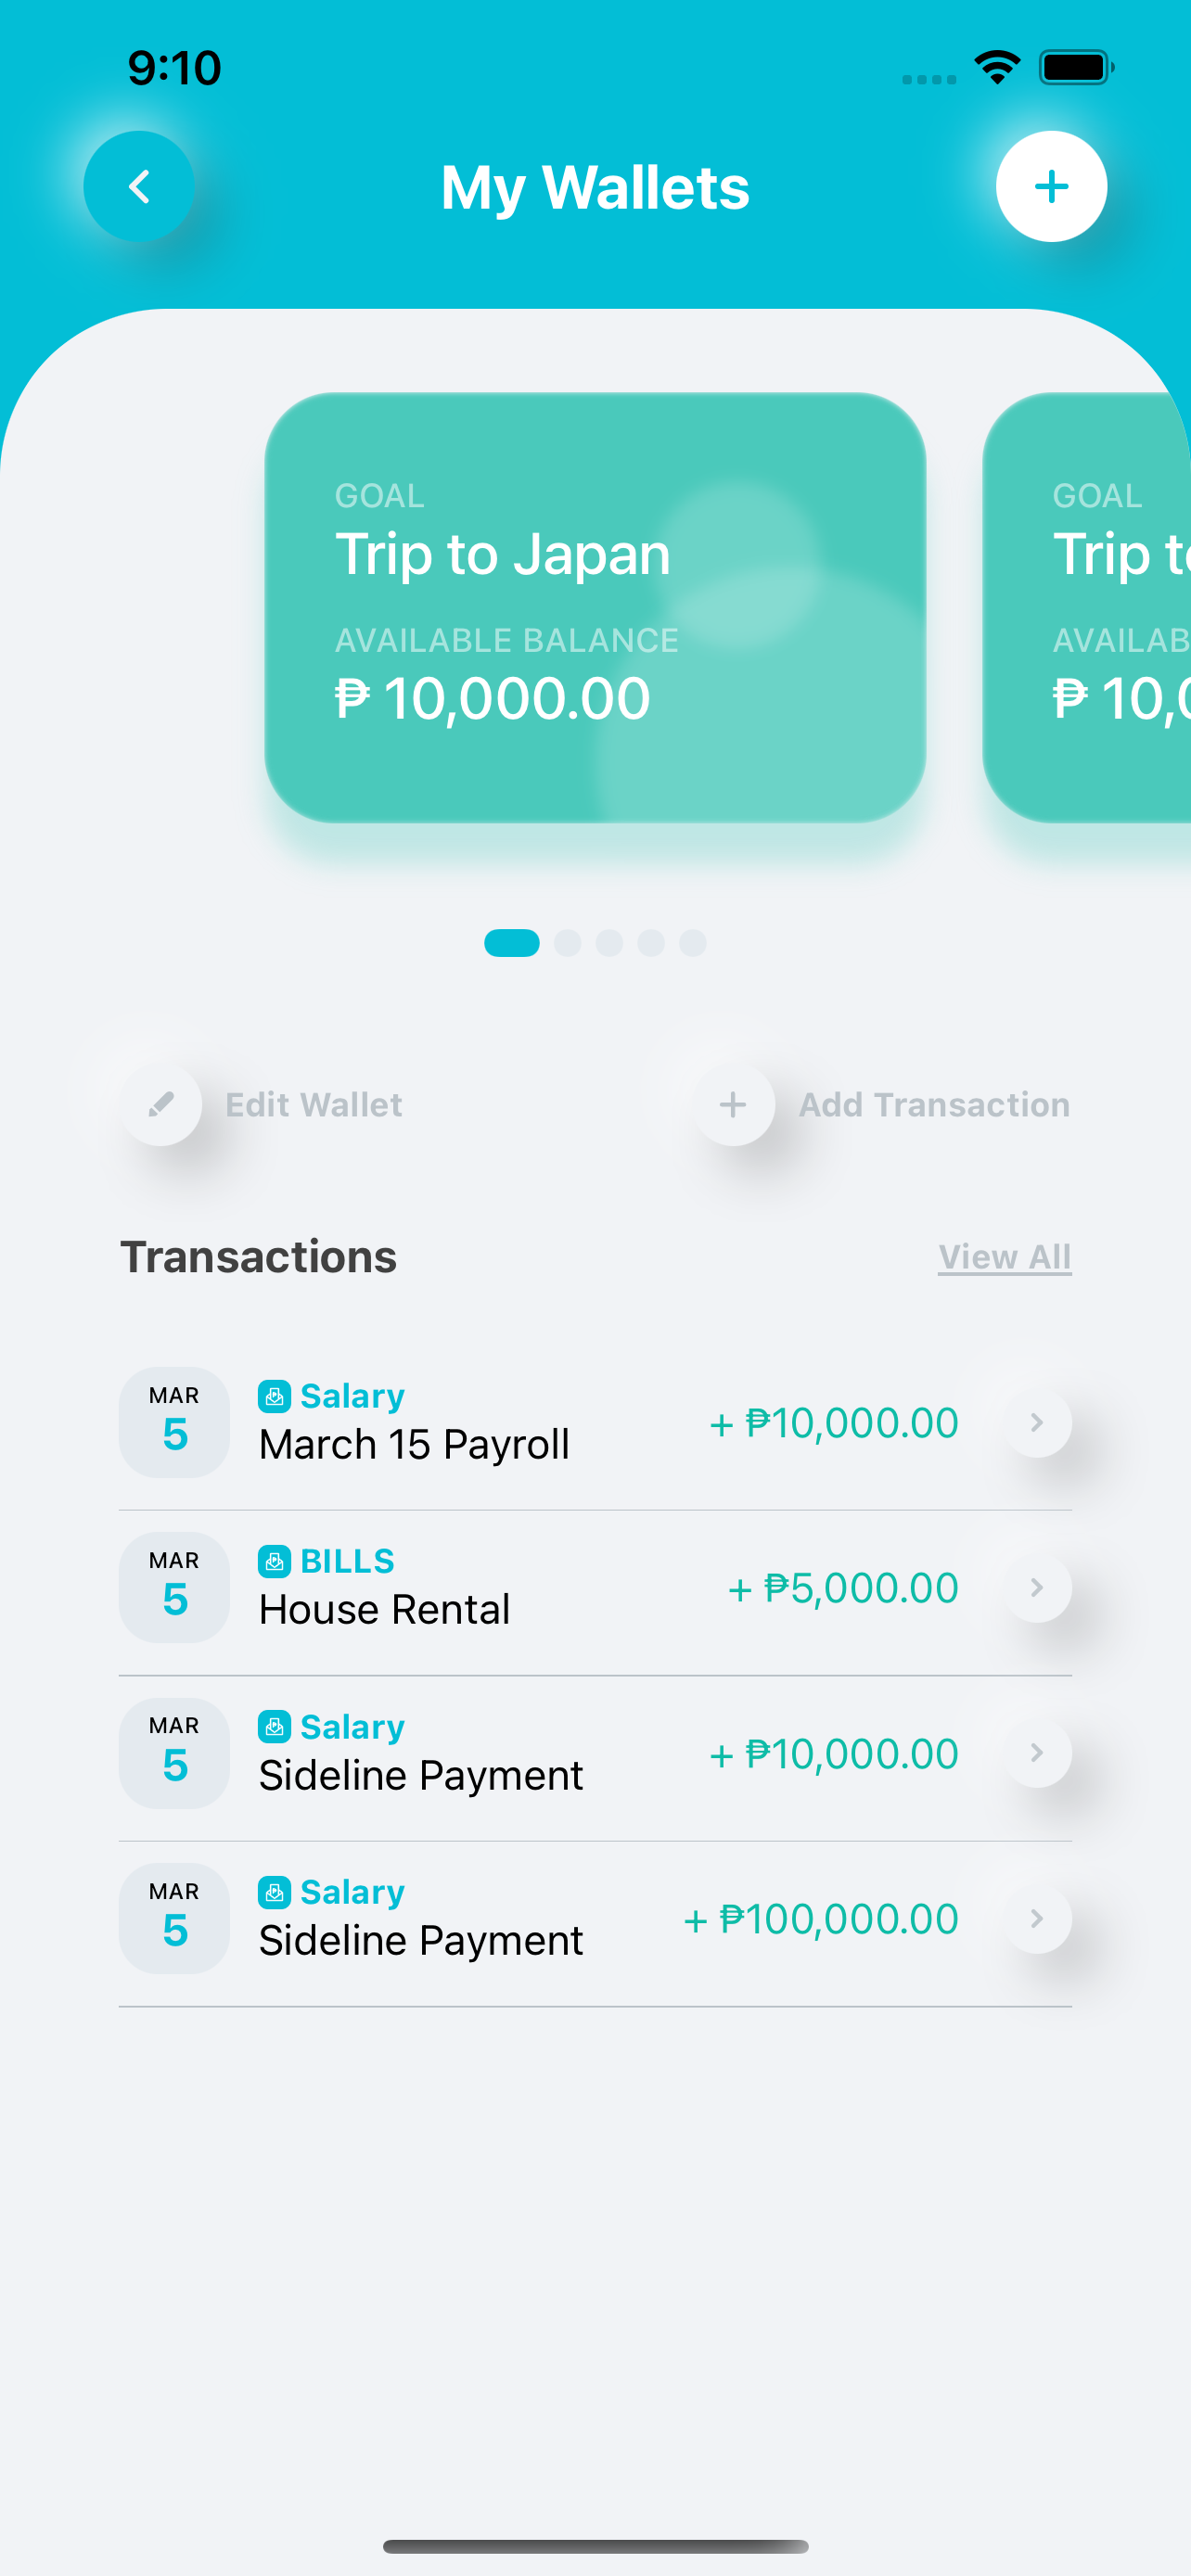 9:10
My Wallets
GOAL
Trip to Japan
AVAILABLE BALANCE
₱ 10,000.00
GOAL
Trip t
AVAILAB
₱ 10,0
Edit Wallet
Add Transaction
Transactions
View All
MAR
5
Salary
March 15 Payroll
+ ₱10,000.00
MAR
5
BILLS
House Rental
+ ₱5,000.00
MAR
5
Salary
Sideline Payment
+ ₱10,000.00
MAR
5
Salary
Sideline Payment
+ ₱100,000.00